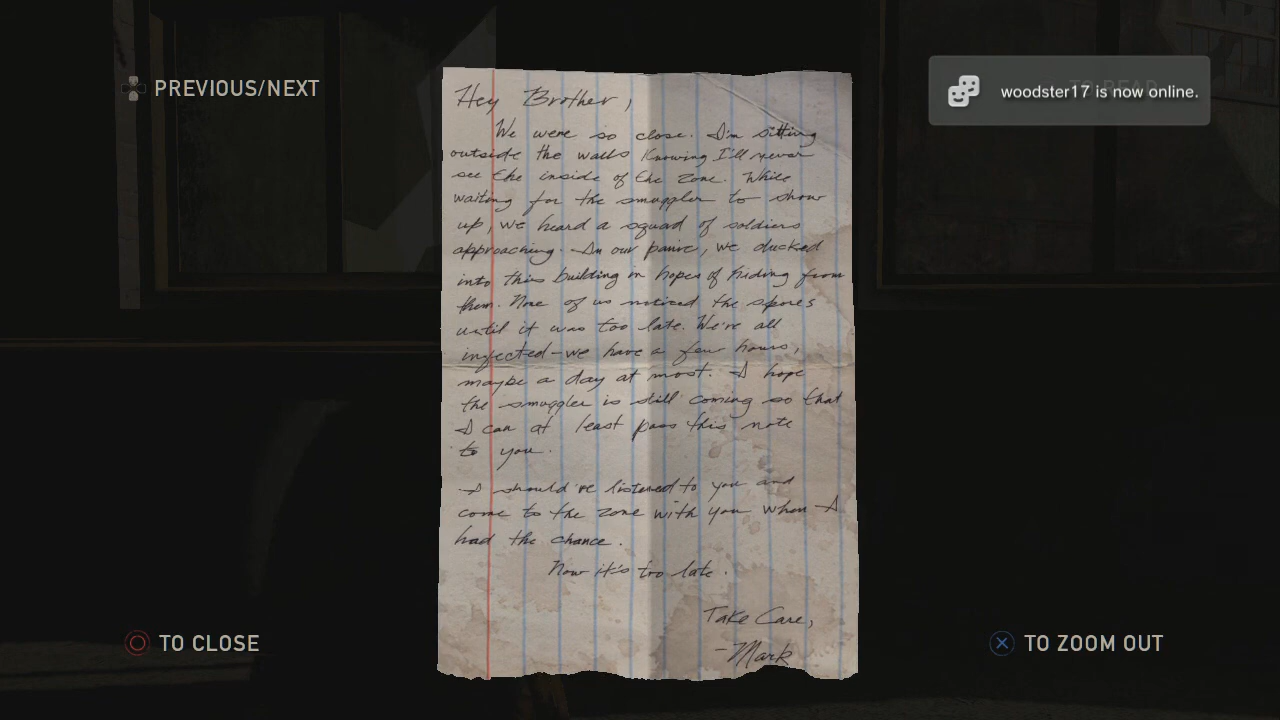 PREVIOUS/NEXT
woodster17 is now online.
TO READ
Hey Brother,
We were so close. I'm sitting
outside the walls knowing I'll never
see the inside of the zone. While
waiting for the smuggler to show
up, we heard a squad of soldiers
approaching. In our panic, we ducked
into this building in hopes of hiding from
them. None of us noticed the spores
until it was too late. We're all
infected-we have a few hours,
maybe a day at most. I hope
the smuggler is still coming so that
I can at least pass this note
to you.
I should've listened to you and
come to the zone with you when I
had the chance.
Now it's too late.
Take Care,
-Mark
TO CLOSE
TO ZOOM OUT